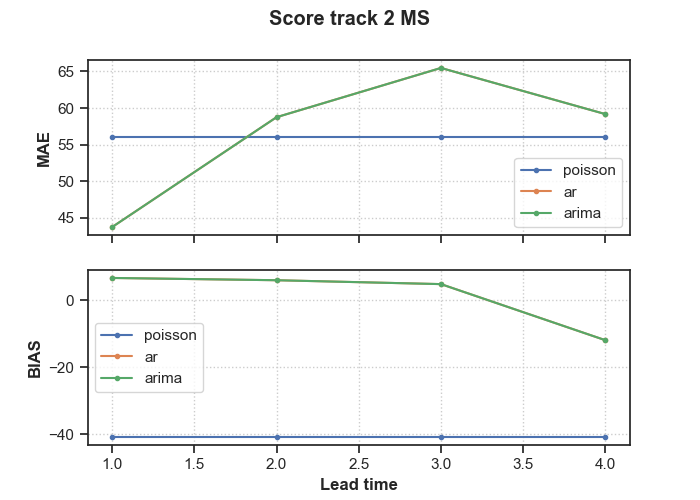 Score track 2 MS
MAE
65
60
55
50
45
poisson
ar
arima
BIAS
0
−20
−40
poisson
ar
arima
1.0 1.5 2.0 2.5 3.0 3.5 4.0
Lead time